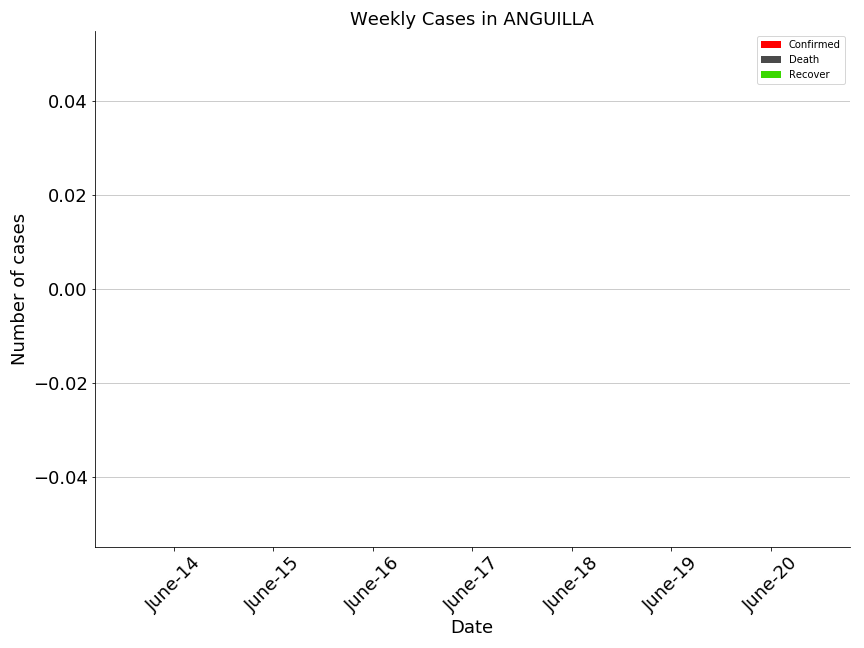 Weekly Cases in ANGUILLA
Confirmed
Death
Recover
0.04
0.02
0.00
−0.02
−0.04
Number of cases
June-14
June-15
June-16
June-17
June-18
June-19
June-20
Date